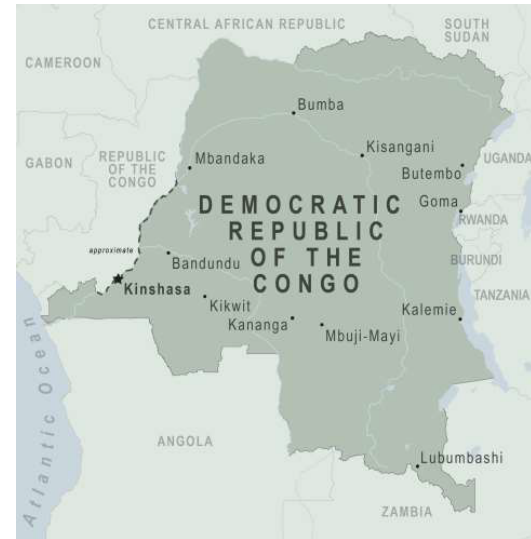 CENTRAL AFRICAN REPUBLIC
SOUTH
SUDAN
CAMEROON
Bumba
Kisangani
Mbandaka
Butembo
UGANDA
GABON
REPUBLIC
OF THE
CONGO
Goma
RWANDA
DEMOCRATIC
REPUBLIC
OF THE
CONGO
approximate
Bandundu
BURUNDI
Kinshasa
TANZANIA
Kikwit
Kananga
Mbuji-Mayi
Kalemie
Atlantic Ocean
ANGOLA
Lubumbashi
ZAMBIA